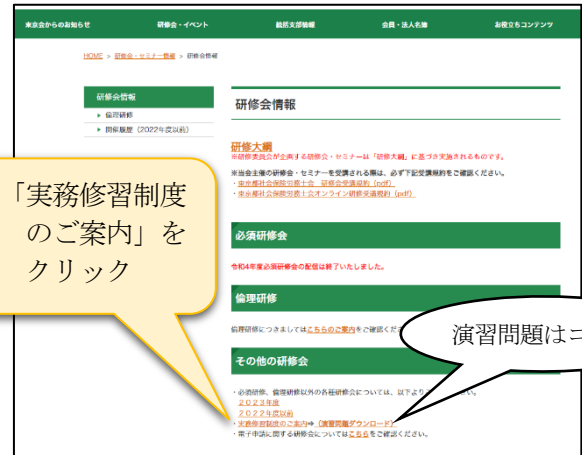 東京会からのお知らせ 研修会・イベント 統括支部情報 会員・法人名簿 お役立ちコンテンツ
HOME > 研修会・セミナー情報 > 研修会情報
研修会情報
▶ 倫理研修
▶ 開催履歴（2022年度以前）
研修会情報
研修大綱
※研修委員会が企画する研修会・セミナーは「研修大綱」に基づき実施されるものです。
※当会主催の研修会・セミナーを受講される際は、必ず下記受講規約をご確認ください。
・東京都社会保険労務士会 研修会受講規約（pdf）
・東京都社会保険労務士会オンライン研修受講規約（pdf）
「実務修習制度
のご案内」を
クリック
必須研修会
令和4年度必須研修会の配信は終了いたしました。
倫理研修
倫理研修につきましてはこちらのご案内をご確認くださ
演習問題はコ
その他の研修会
・必須研修、倫理研修以外の各種研修会については、以下より い。
２０２３年度
２０２２年度以前
・実務修習制度のご案内⇒（演習問題ダウンロード）
・電子申請に関する研修会についてはこちらをご確認ください。